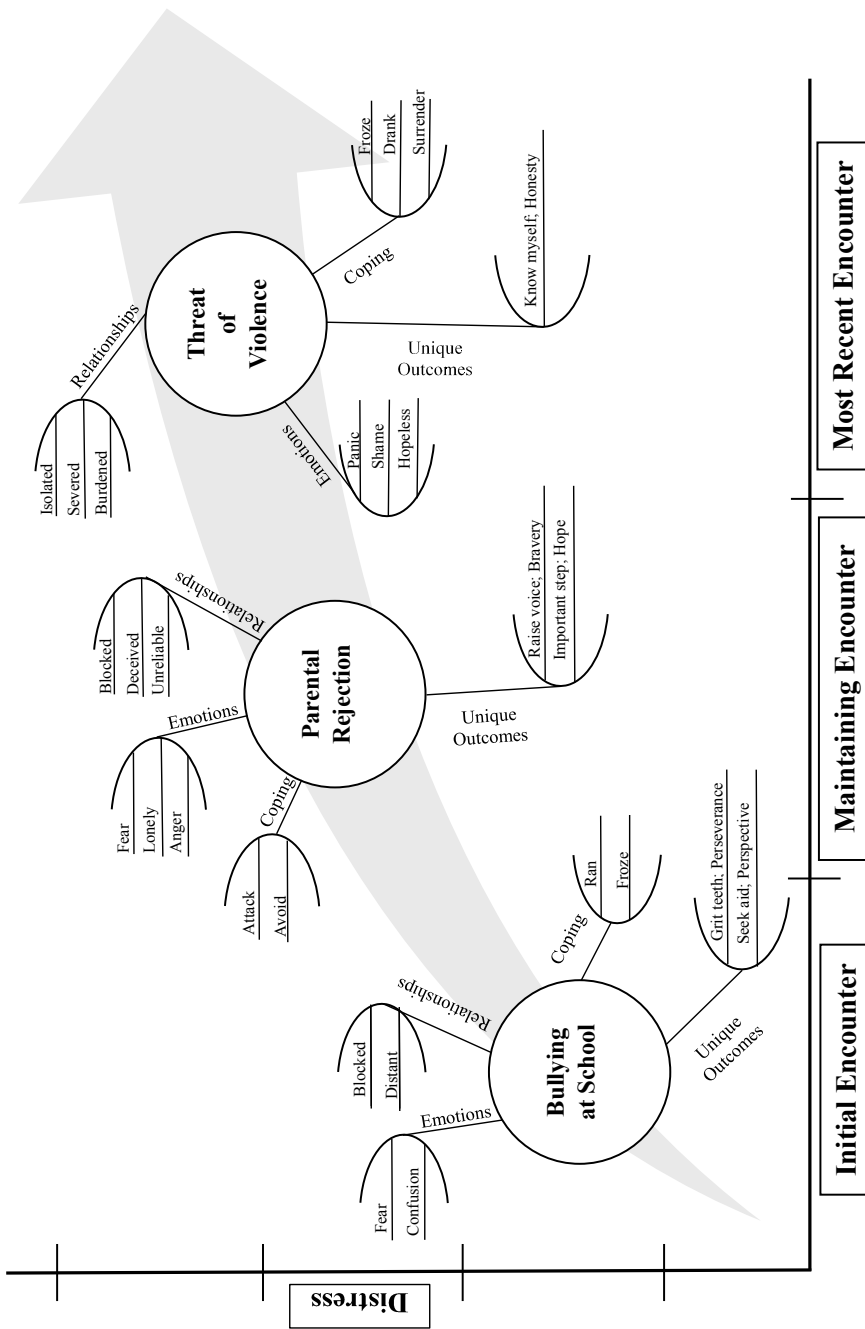 Distress
Initial Encounter
Maintaining Encounter
Most Recent Encounter
Bullying
at School
Emotions
Fear
Confusion
Relationships
Blocked
Distant
Coping
Ran
Froze
Unique
Outcomes
Grit teeth; Perseverance
Seek aid; Perspective
Parental
Rejection
Coping
Attack
Avoid
Emotions
Fear
Lonely
Anger
Relationships
Blocked
Deceived
Unreliable
Unique
Outcomes
Raise voice; Bravery
Important step; Hope
Threat
of
Violence
Relationships
Isolated
Severed
Burdened
Emotions
Panic
Shame
Hopeless
Coping
Froze
Drank
Surrender
Unique
Outcomes
Know myself; Honesty